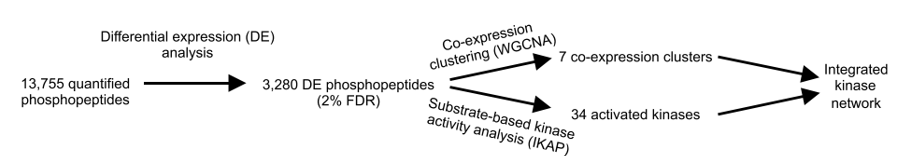 Differential expression (DE)
analysis
13,755 quantified
phosphopeptides
3,280 DE phosphopeptides
(2% FDR)
Co-expression
clustering (WGCNA)
Substrate-based kinase
activity analysis (IKAP)
7 co-expression clusters
34 activated kinases
Integrated
kinase
network